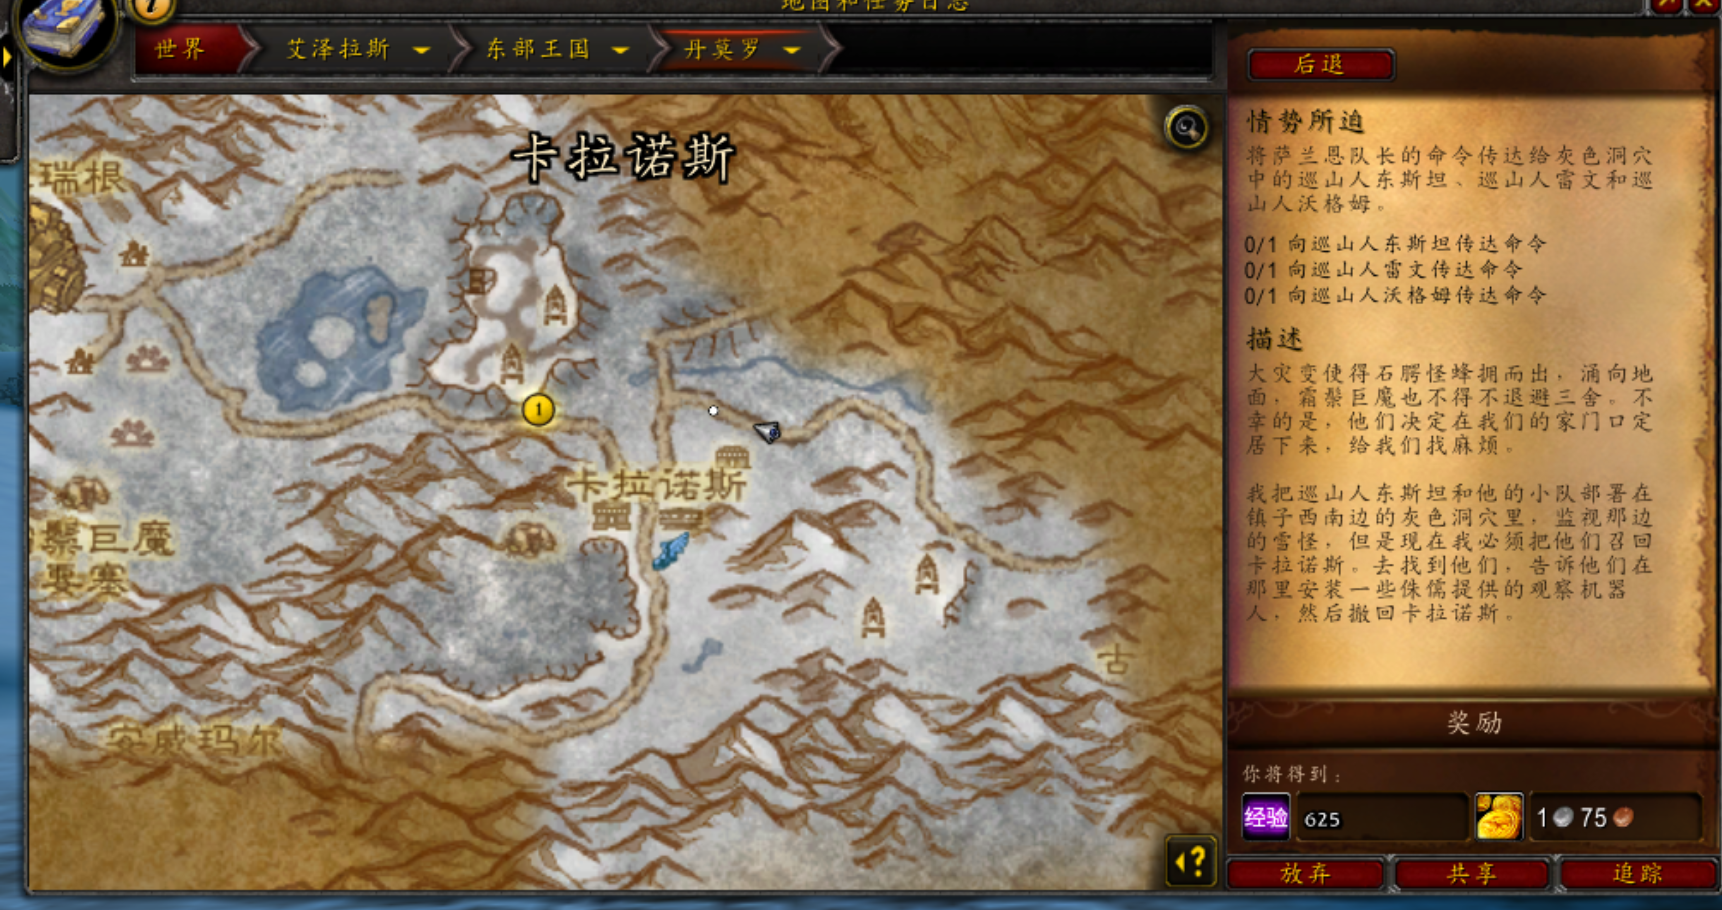 地图和任务日志
世界
艾泽拉斯
东部王国
丹莫罗
后退
卡拉诺斯
瑞根
1
卡拉诺斯
鬃巨魔
要塞
古
安威玛尔
情势所迫
将萨兰恩队长的命令传达给灰色洞穴
中的巡山人东斯坦、巡山人雷文和巡
山人沃格姆。
0/1 向巡山人东斯坦传达命令
0/1 向巡山人雷文传达命令
0/1 向巡山人沃格姆传达命令
描述
大灾变使得石腭怪蜂拥而出，涌向地
面，霜鬃巨魔也不得不退避三舍。不
幸的是，他们决定在我们的家门口定
居下来，给我们找麻烦。
我把巡山人东斯坦和他的小队部署在
镇子西南边的灰色洞穴里，监视那边
的雪怪，但是现在我必须把他们召回
卡拉诺斯。去找到他们，告诉他们在
那里安装一些侏儒提供的观察机器
人，然后撤回卡拉诺斯。
奖励
你将得到：
经验 625
1 75
?
放弃
共享
追踪